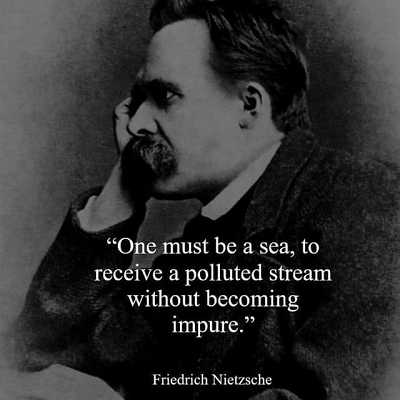 “One must be a sea, to
receive a polluted stream
without becoming
impure.”
Friedrich Nietzsche